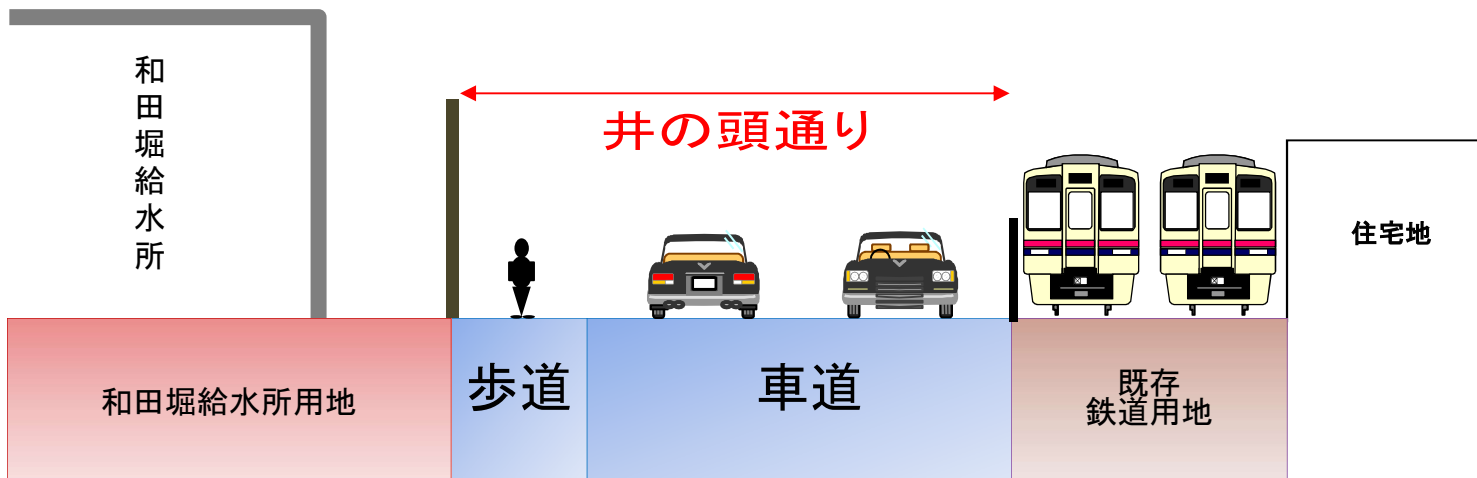 和田堀給水所
井の頭通り
住宅地
和田堀給水所用地
歩道
車道
既存
鉄道用地